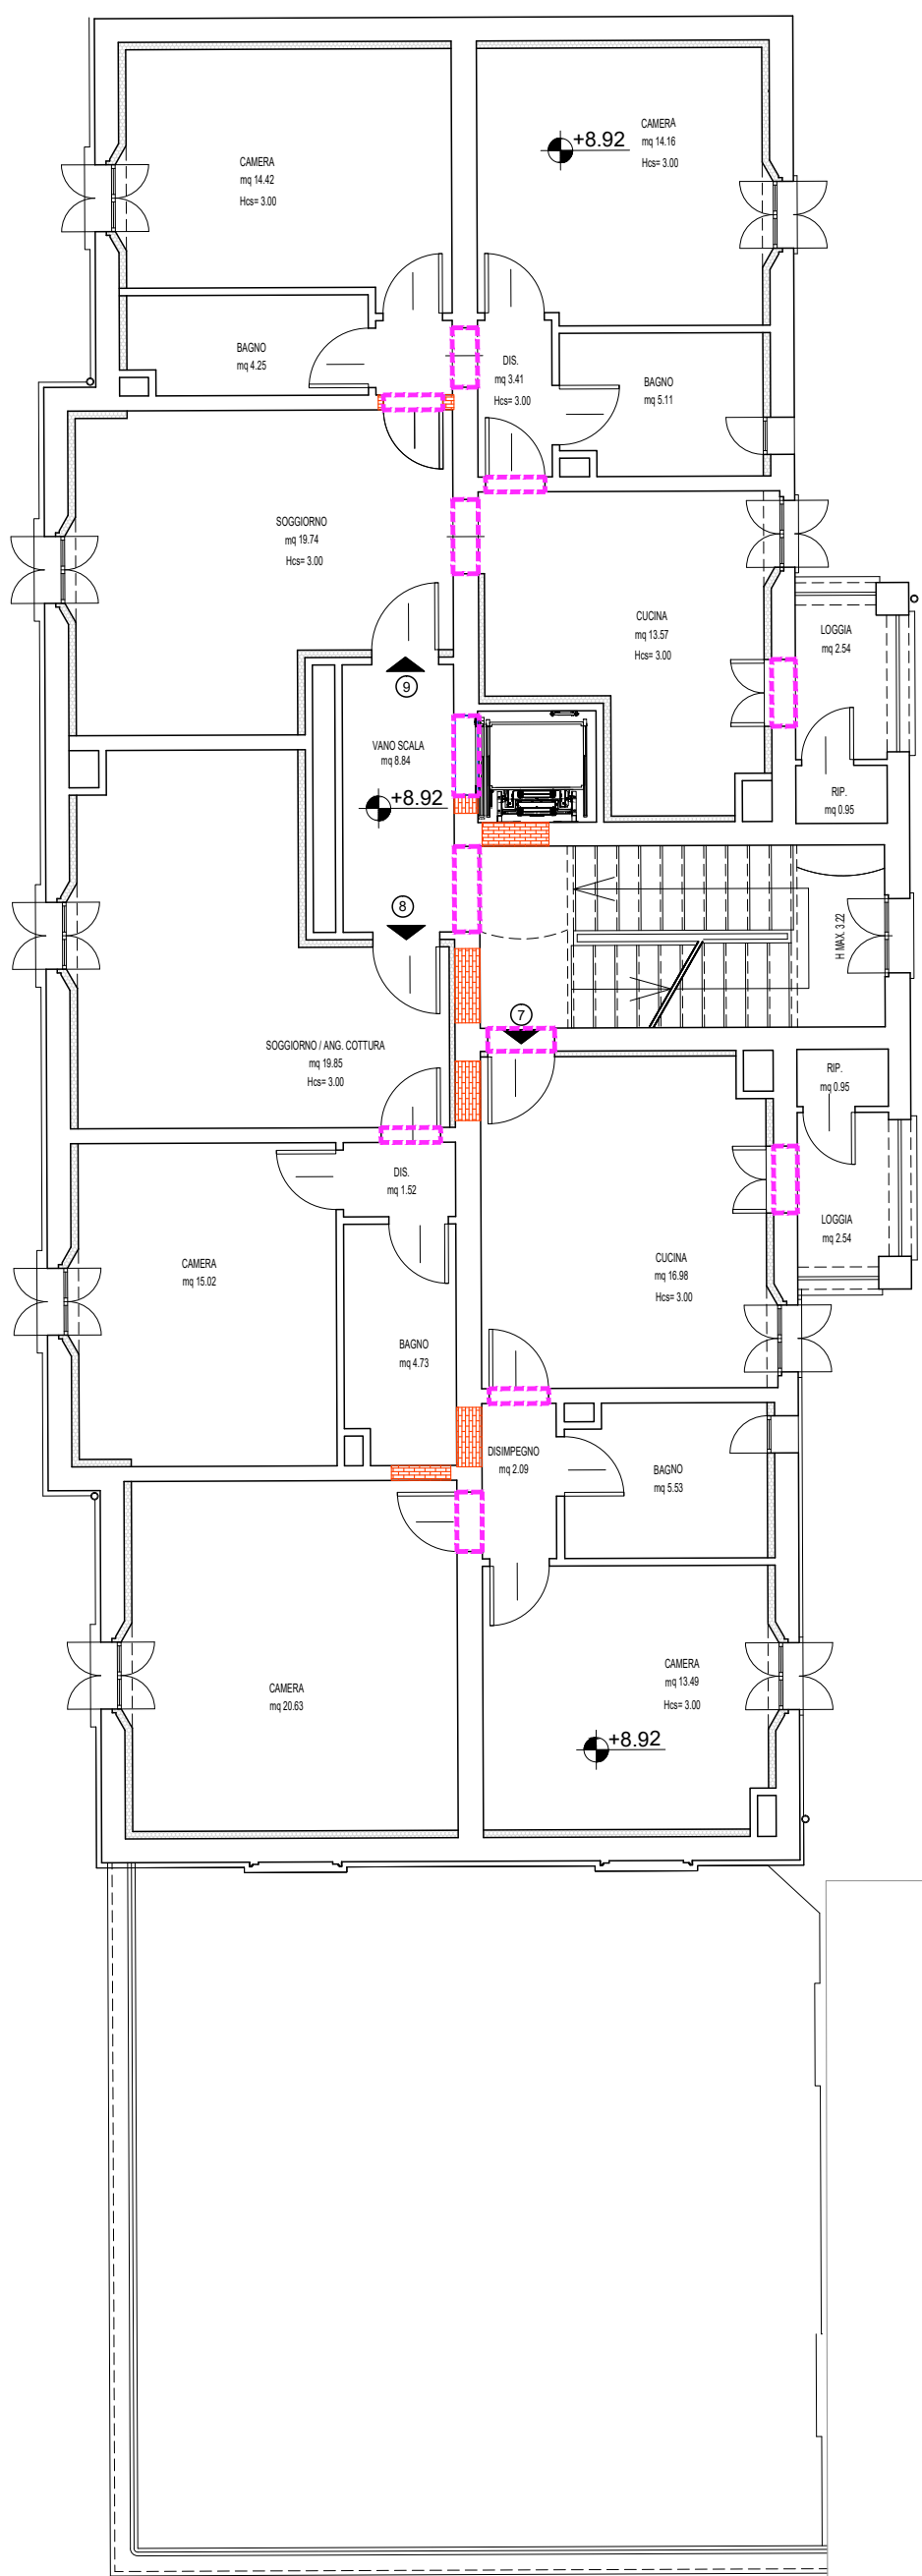 CAMERA
mq 14.42
Hcs= 3.00
+8.92
CAMERA
mq 14.16
Hcs= 3.00
BAGNO
mq 4.25
DIS.
mq 3.41
Hcs= 3.00
BAGNO
mq 5.11
SOGGIORNO
mq 19.74
Hcs= 3.00
CUCINA
mq 13.57
Hcs= 3.00
LOGGIA
mq 2.54
9
VANO SCALA
mq 8.84
+8.92
RIP.
mq 0.95
8
H MAX. 3.22
7
SOGGIORNO / ANG. COTTURA
mq 19.85
Hcs= 3.00
RIP.
mq 0.95
DIS.
mq 1.52
LOGGIA
mq 2.54
CAMERA
mq 15.02
CUCINA
mq 16.98
Hcs= 3.00
BAGNO
mq 4.73
DISIMPEGNO
mq 2.09
BAGNO
mq 5.53
CAMERA
mq 20.63
CAMERA
mq 13.49
Hcs= 3.00
+8.92